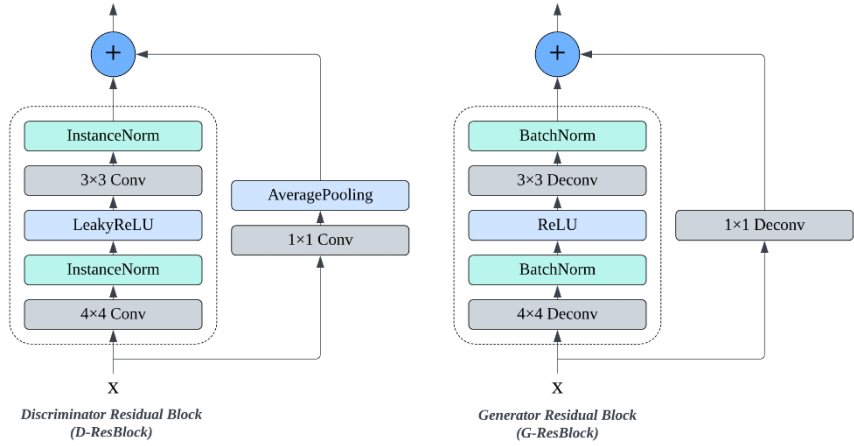 +
InstanceNorm
3×3 Conv
LeakyReLU
InstanceNorm
4×4 Conv
AveragePooling
1×1 Conv
x
Discriminator Residual Block
(D-ResBlock)
+
BatchNorm
3×3 Deconv
ReLU
BatchNorm
4×4 Deconv
1×1 Deconv
x
Generator Residual Block
(G-ResBlock)